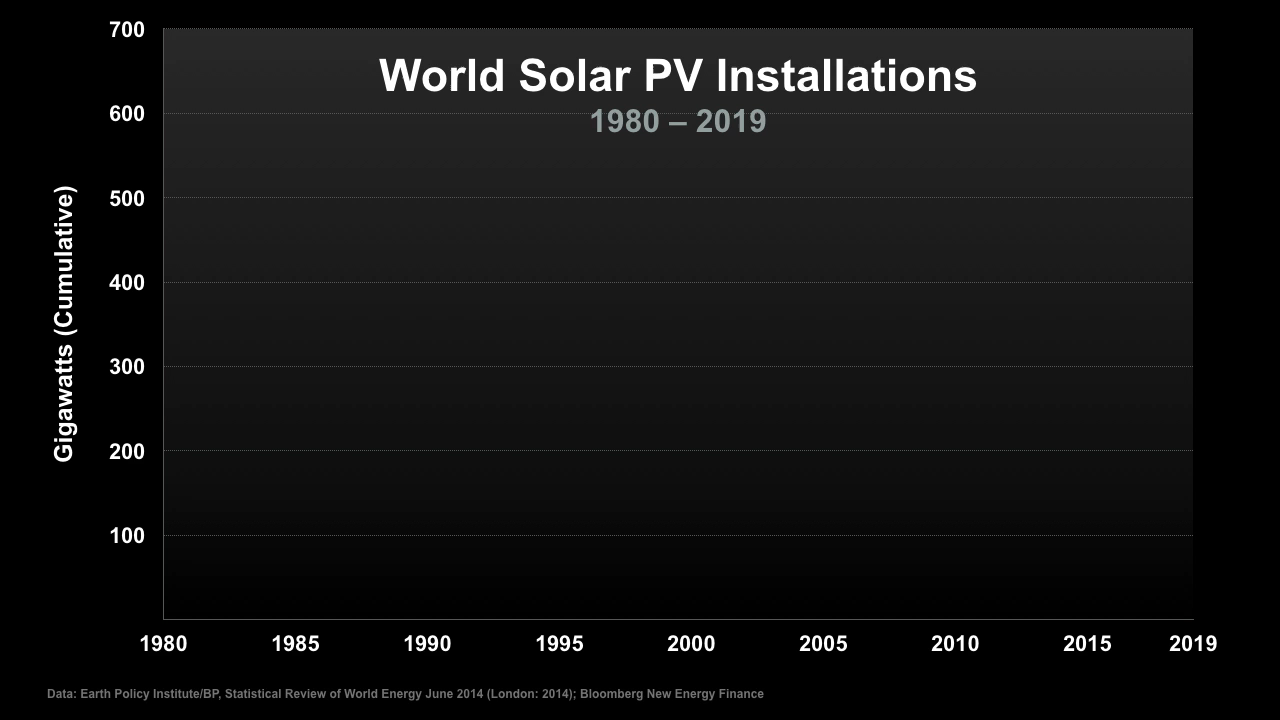 World Solar PV Installations
1980 – 2019
Gigawatts (Cumulative)
700
600
500
400
300
200
100
1980 1985 1990 1995 2000 2005 2010 2015 2019
Data: Earth Policy Institute/BP, Statistical Review of World Energy June 2014 (London: 2014); Bloomberg New Energy Finance